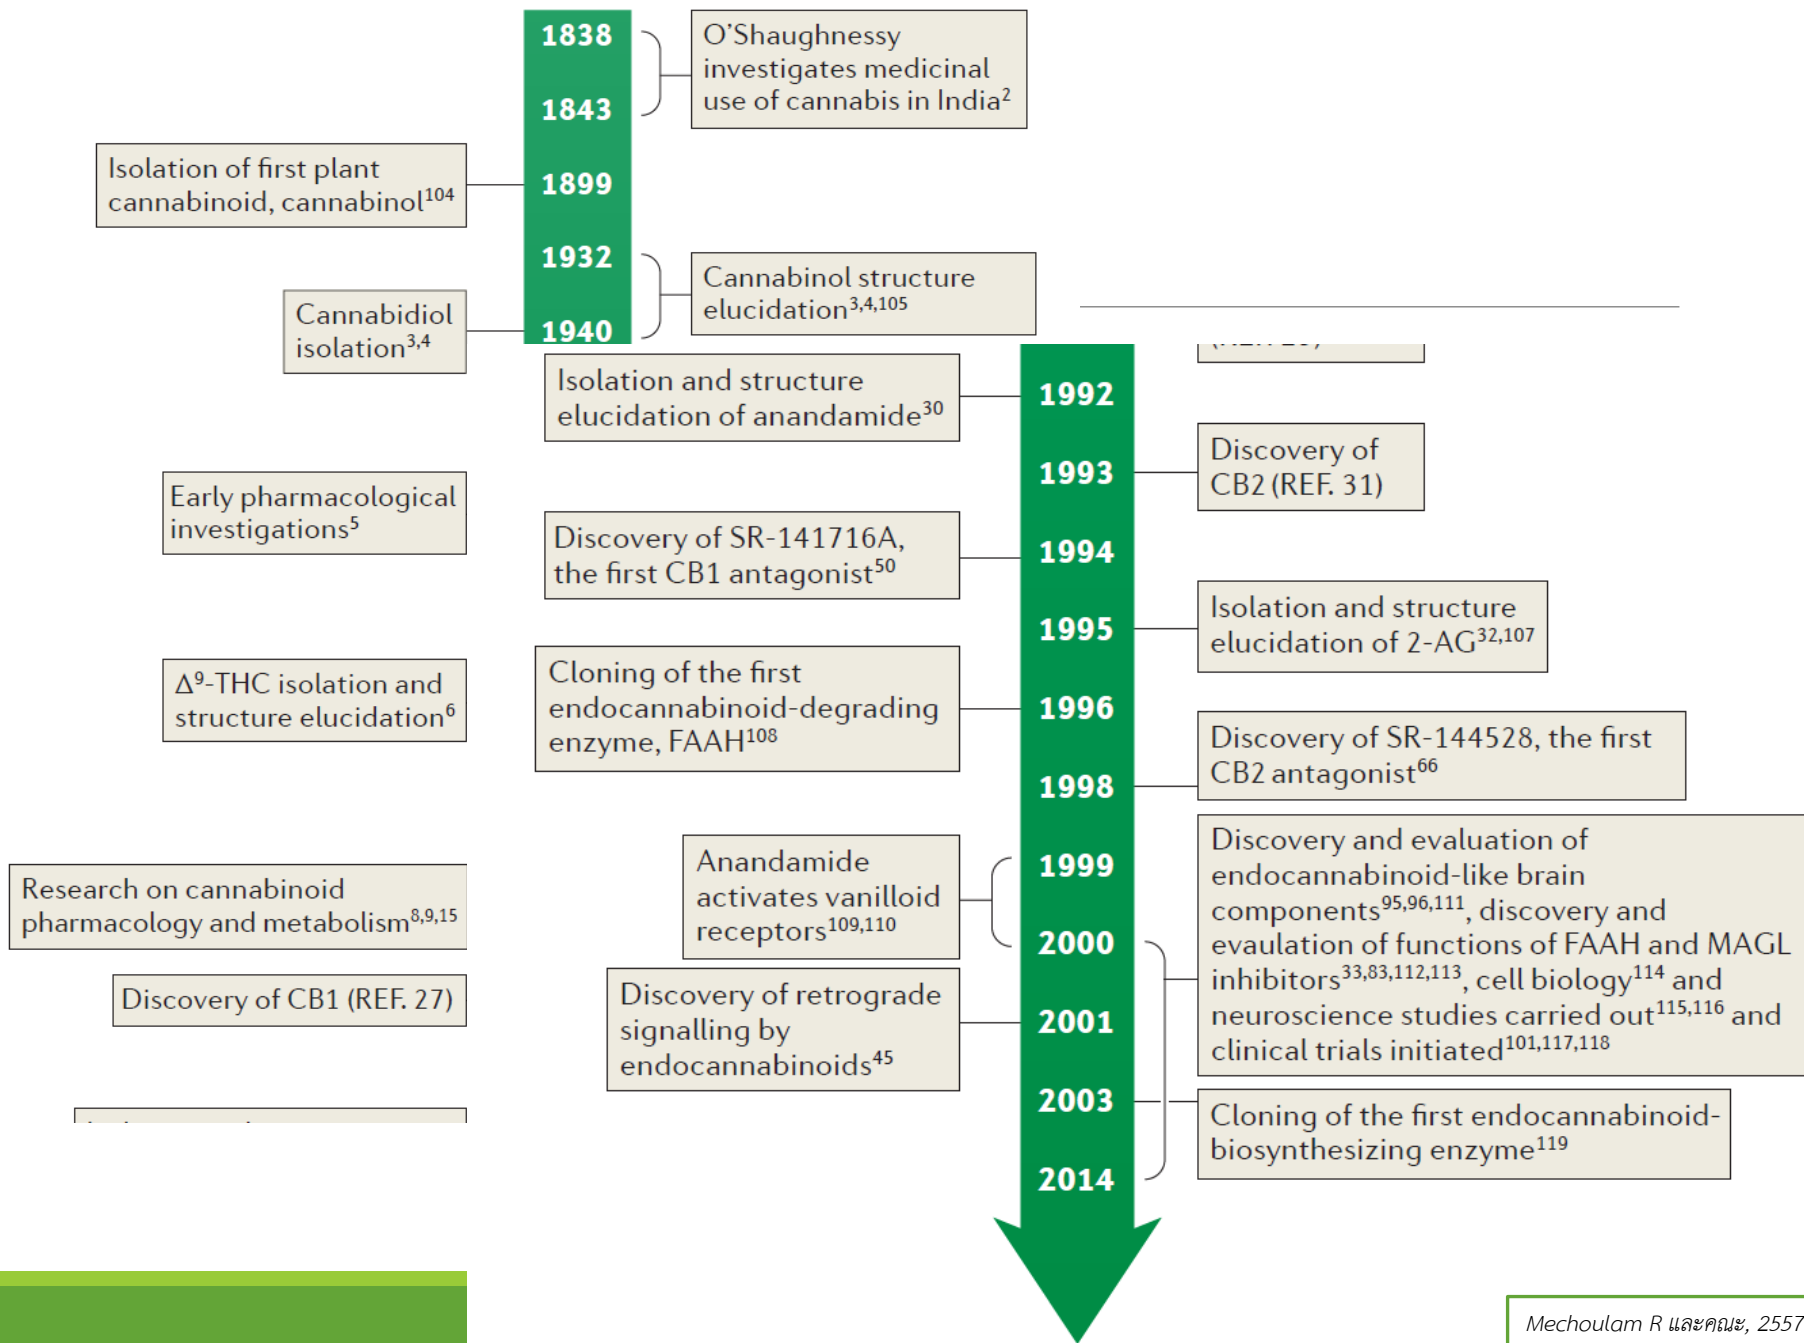 1838
O’Shaughnessy
investigates medicinal
use of cannabis in India²
1843
Isolation of first plant
cannabinoid, cannabinol¹⁰⁴
1899
1932
Cannabinol structure
elucidation³,⁴,¹⁰⁵
Cannabidiol
isolation³,⁴
1940
Isolation and structure
elucidation of anandamide³⁰
1992
Discovery of
CB2 (REF. 31)
1993
Early pharmacological
investigations⁵
Discovery of SR-141716A,
the first CB1 antagonist⁵⁰
1994
Isolation and structure
elucidation of 2-AG³²,¹⁰⁷
1995
Δ⁹-THC isolation and
structure elucidation⁶
Cloning of the first
endocannabinoid-degrading
enzyme, FAAH¹⁰⁸
1996
Discovery of SR-144528, the first
CB2 antagonist⁶⁶
1998
Research on cannabinoid
pharmacology and metabolism⁸,⁹,¹⁵
Anandamide
activates vanilloid
receptors¹⁰⁹,¹¹⁰
1999
2000
Discovery and evaluation of
endocannabinoid-like brain
components⁹⁵,⁹⁶,¹¹¹, discovery and
evaulation of functions of FAAH and MAGL
inhibitors³³,⁸³,¹¹²,¹¹³, cell biology¹¹⁴ and
neuroscience studies carried out¹¹⁵,¹¹⁶ and
clinical trials initiated¹⁰¹,¹¹⁷,¹¹⁸
Discovery of CB1 (REF. 27)
Discovery of retrograde
signalling by
endocannabinoids⁴⁵
2001
2003
Cloning of the first endocannabinoid-
biosynthesizing enzyme¹¹⁹
2014
Mechoulam R และคณะ, 2557